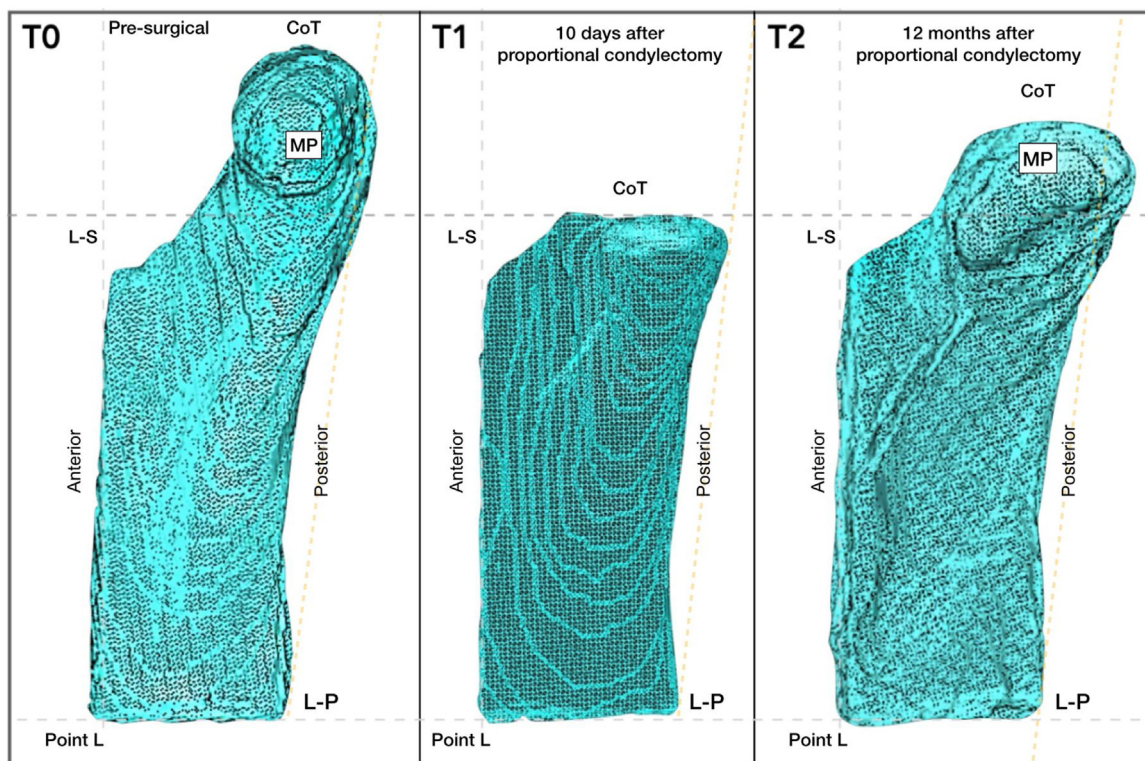 T0
Pre-surgical
CoT
MP
L-S
Anterior
Posterior
L-P
Point L
T1
10 days after
proportional condylectomy
CoT
L-S
Anterior
Posterior
L-P
Point L
T2
12 months after
proportional condylectomy
CoT
MP
L-S
Anterior
Posterior
L-P
Point L